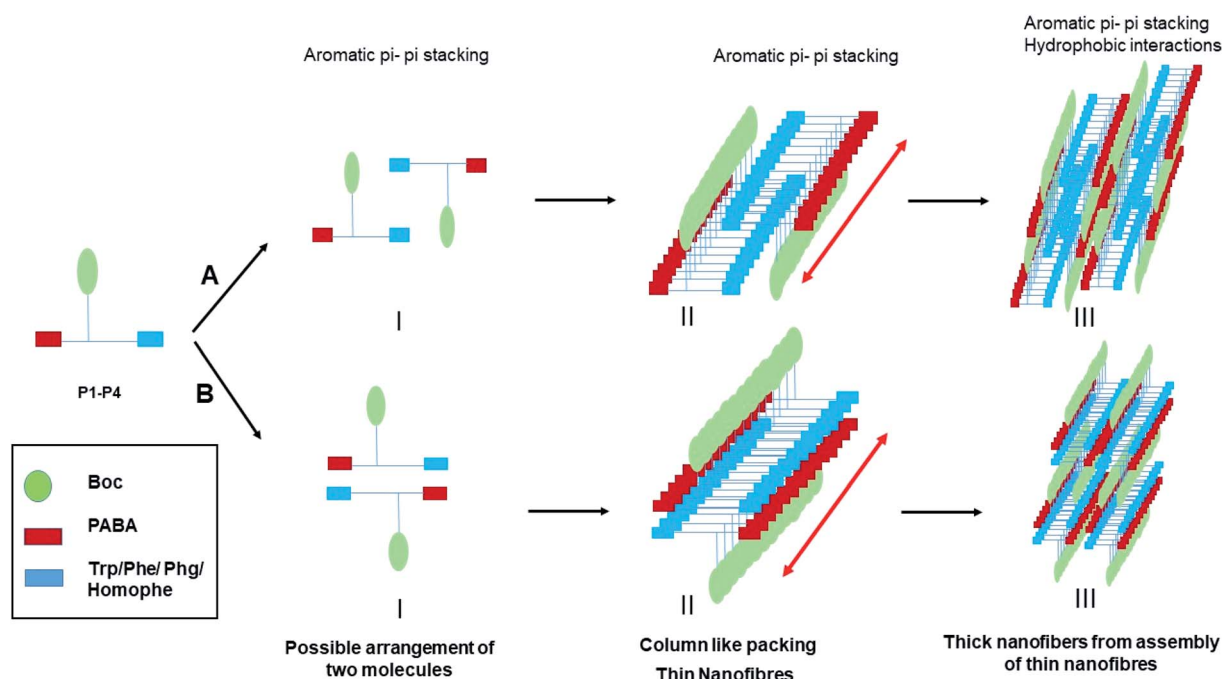 Aromatic pi- pi stacking
Aromatic pi- pi stacking
Aromatic pi- pi stacking
Hydrophobic interactions
A
B
P1-P4
I
II
III
I
II
III
Boc
PABA
Trp/Phe/ Phg/
Homophe
Possible arrangement of
two molecules
Column like packing
Thin Nanofibres
Thick nanofibers from assembly
of thin nanofibres